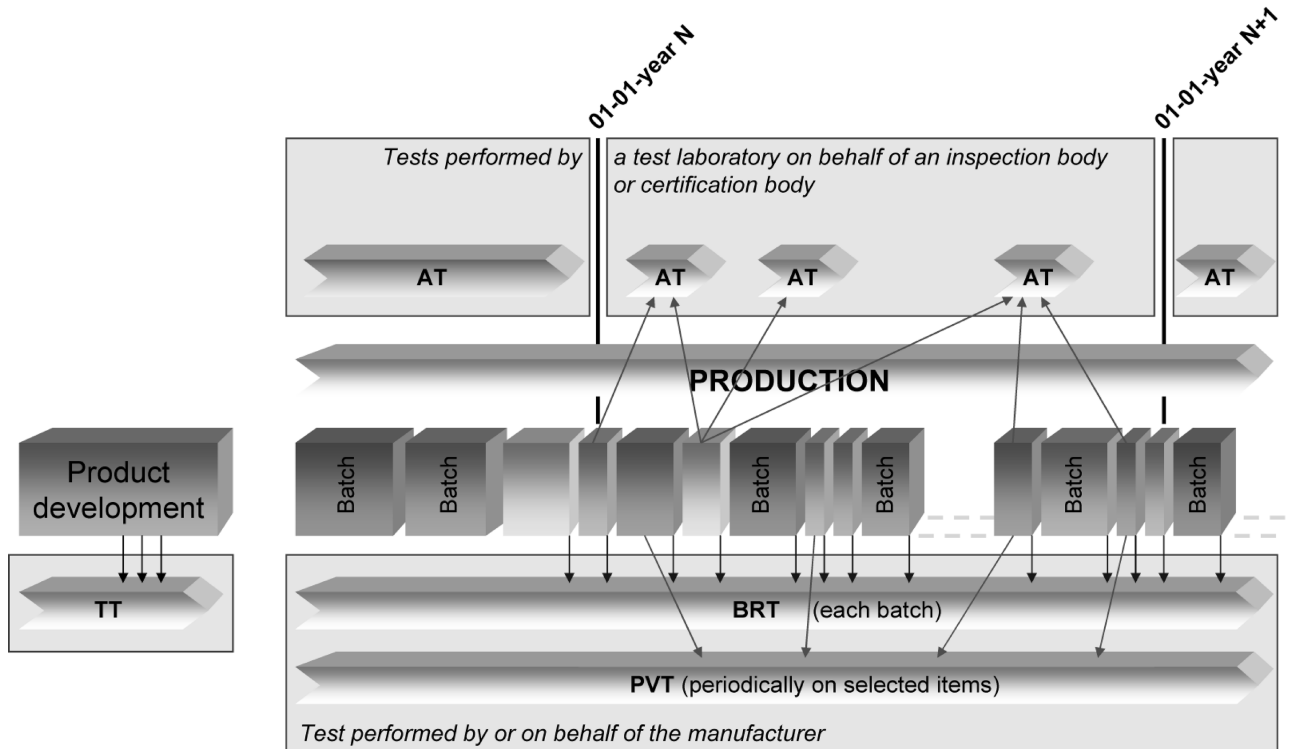 01-01-year N
01-01-year N+1
Tests performed by
a test laboratory on behalf of an inspection body
or certification body
AT
AT
AT
AT
AT
PRODUCTION
Product
development
Batch
Batch
Batch
Batch
Batch
Batch
TT
BRT (each batch)
PVT (periodically on selected items)
Test performed by or on behalf of the manufacturer